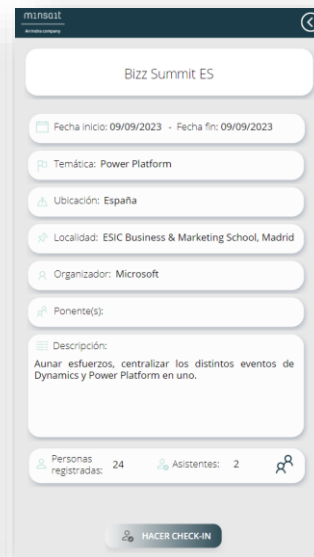 minsait
An Indra company
Bizz Summit ES
Fecha inicio: 09/09/2023 - Fecha fin: 09/09/2023
Temática: Power Platform
Ubicación: España
Localidad: ESIC Business & Marketing School, Madrid
Organizador: Microsoft
Ponente(s):
Descripción:
Aunar esfuerzos, centralizar los distintos eventos de
Dynamics y Power Platform en uno.
Personas registradas: 24 Asistentes: 2
HACER CHECK-IN